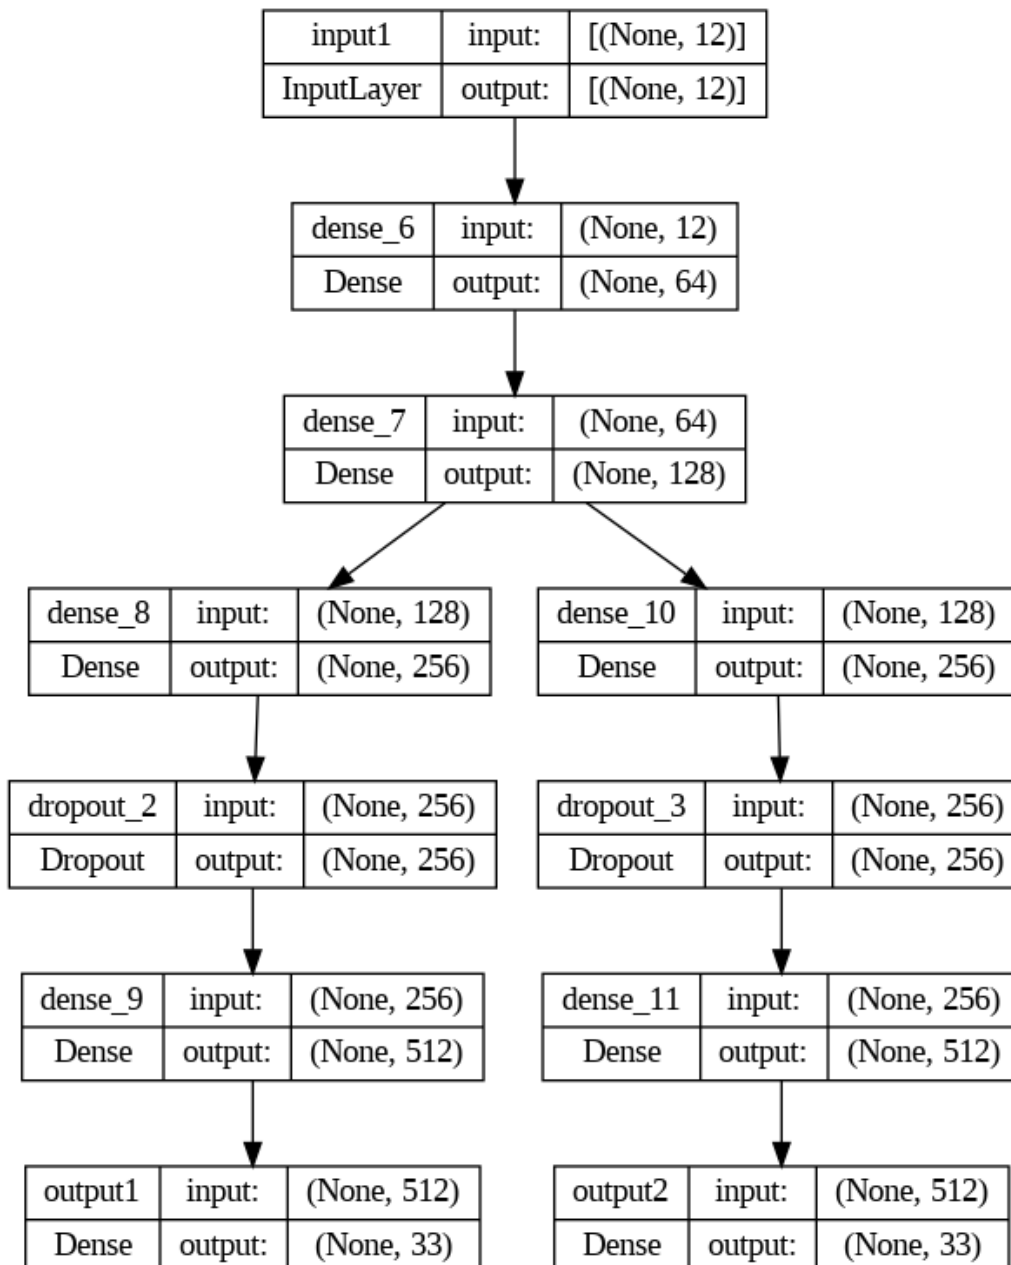 input1 input: [(None, 12)]
InputLayer output: [(None, 12)]
dense_6 input: (None, 12)
Dense output: (None, 64)
dense_7 input: (None, 64)
Dense output: (None, 128)
dense_8 input: (None, 128)
Dense output: (None, 256)
dense_10 input: (None, 128)
Dense output: (None, 256)
dropout_2 input: (None, 256)
Dropout output: (None, 256)
dropout_3 input: (None, 256)
Dropout output: (None, 256)
dense_9 input: (None, 256)
Dense output: (None, 512)
dense_11 input: (None, 256)
Dense output: (None, 512)
output1 input: (None, 512)
Dense output: (None, 33)
output2 input: (None, 512)
Dense output: (None, 33)